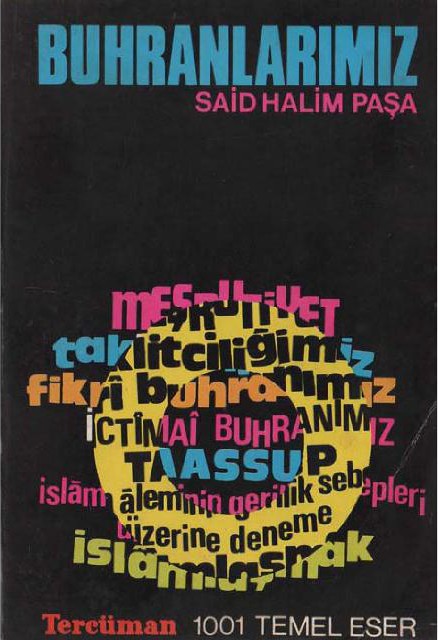 BUHRANLARIMIZ
SAİD HALİM PAŞA
MEŞRUTİYET
taklitciliğimiz
fikrî buhranımız
İCTİMAÎ BUHRANIMIZ
TAASSUP
islâm âleminin gerilik sebepleri
üzerine deneme
islâmlaşmak
Tercüman 1001 TEMEL ESER